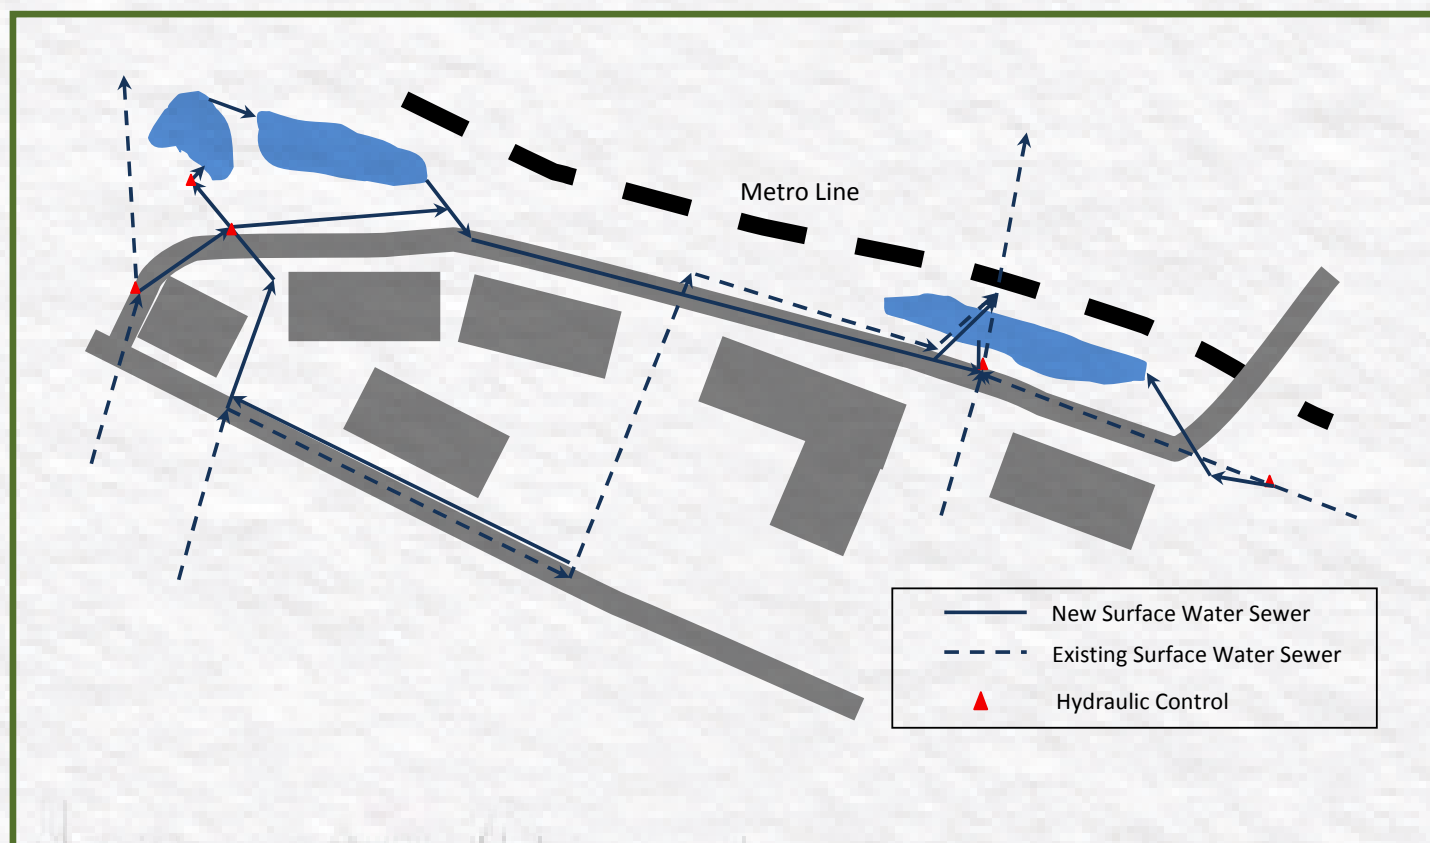 Metro Line
New Surface Water Sewer
Existing Surface Water Sewer
Hydraulic Control